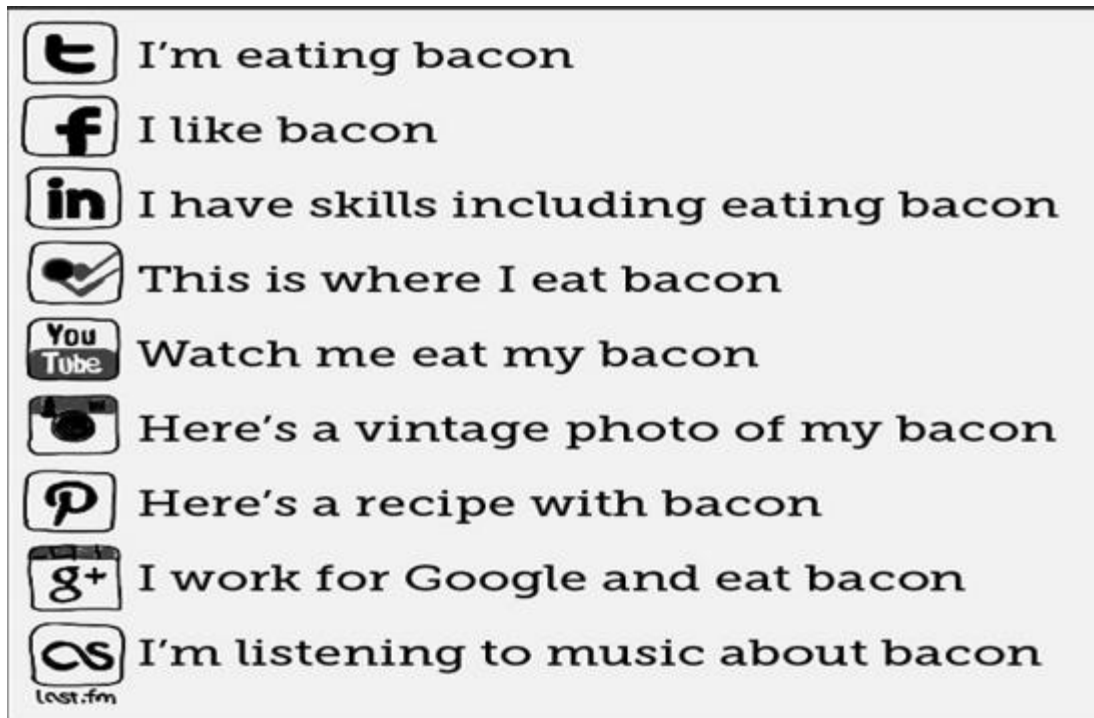 t I'm eating bacon
f I like bacon
in I have skills including eating bacon
This is where I eat bacon
You
Tube Watch me eat my bacon
Here's a vintage photo of my bacon
P Here's a recipe with bacon
g+ I work for Google and eat bacon
as I'm listening to music about bacon
last.fm